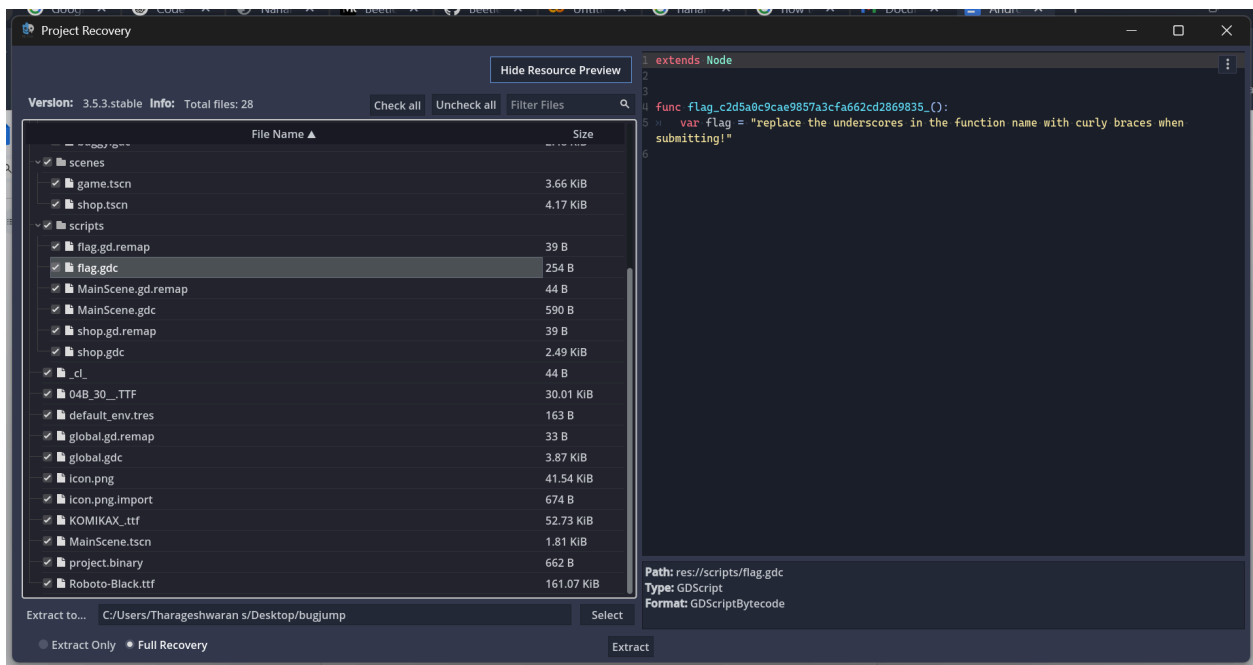 Project Recovery
Hide Resource Preview
Version: 3.5.3.stable Info: Total files: 28
Check all
Uncheck all
Filter Files
File Name
Size
scenes
game.tscn 3.66 KiB
shop.tscn 4.17 KiB
scripts
flag.gd.remap 39 B
flag.gdc 254 B
MainScene.gd.remap 44 B
MainScene.gdc 590 B
shop.gd.remap 39 B
shop.gdc 2.49 KiB
_cl_ 44 B
04B_30__.TTF 30.01 KiB
default_env.tres 163 B
global.gd.remap 33 B
global.gdc 3.87 KiB
icon.png 41.54 KiB
icon.png.import 674 B
KOMIKAX_.ttf 52.73 KiB
MainScene.tscn 1.81 KiB
project.binary 662 B
Roboto-Black.ttf 161.07 KiB
Extract to... C:/Users/Tharageshwaran s/Desktop/bugjump Select
Extract Only Full Recovery
Extract
1 extends Node
2
3
4 func flag_c2d5a0c9cae9857a3cfa662cd2869835_():
5 » var flag = "replace the underscores in the function name with curly braces when
submitting!"
6
Path: res://scripts/flag.gdc
Type: GDScript
Format: GDScriptBytecode